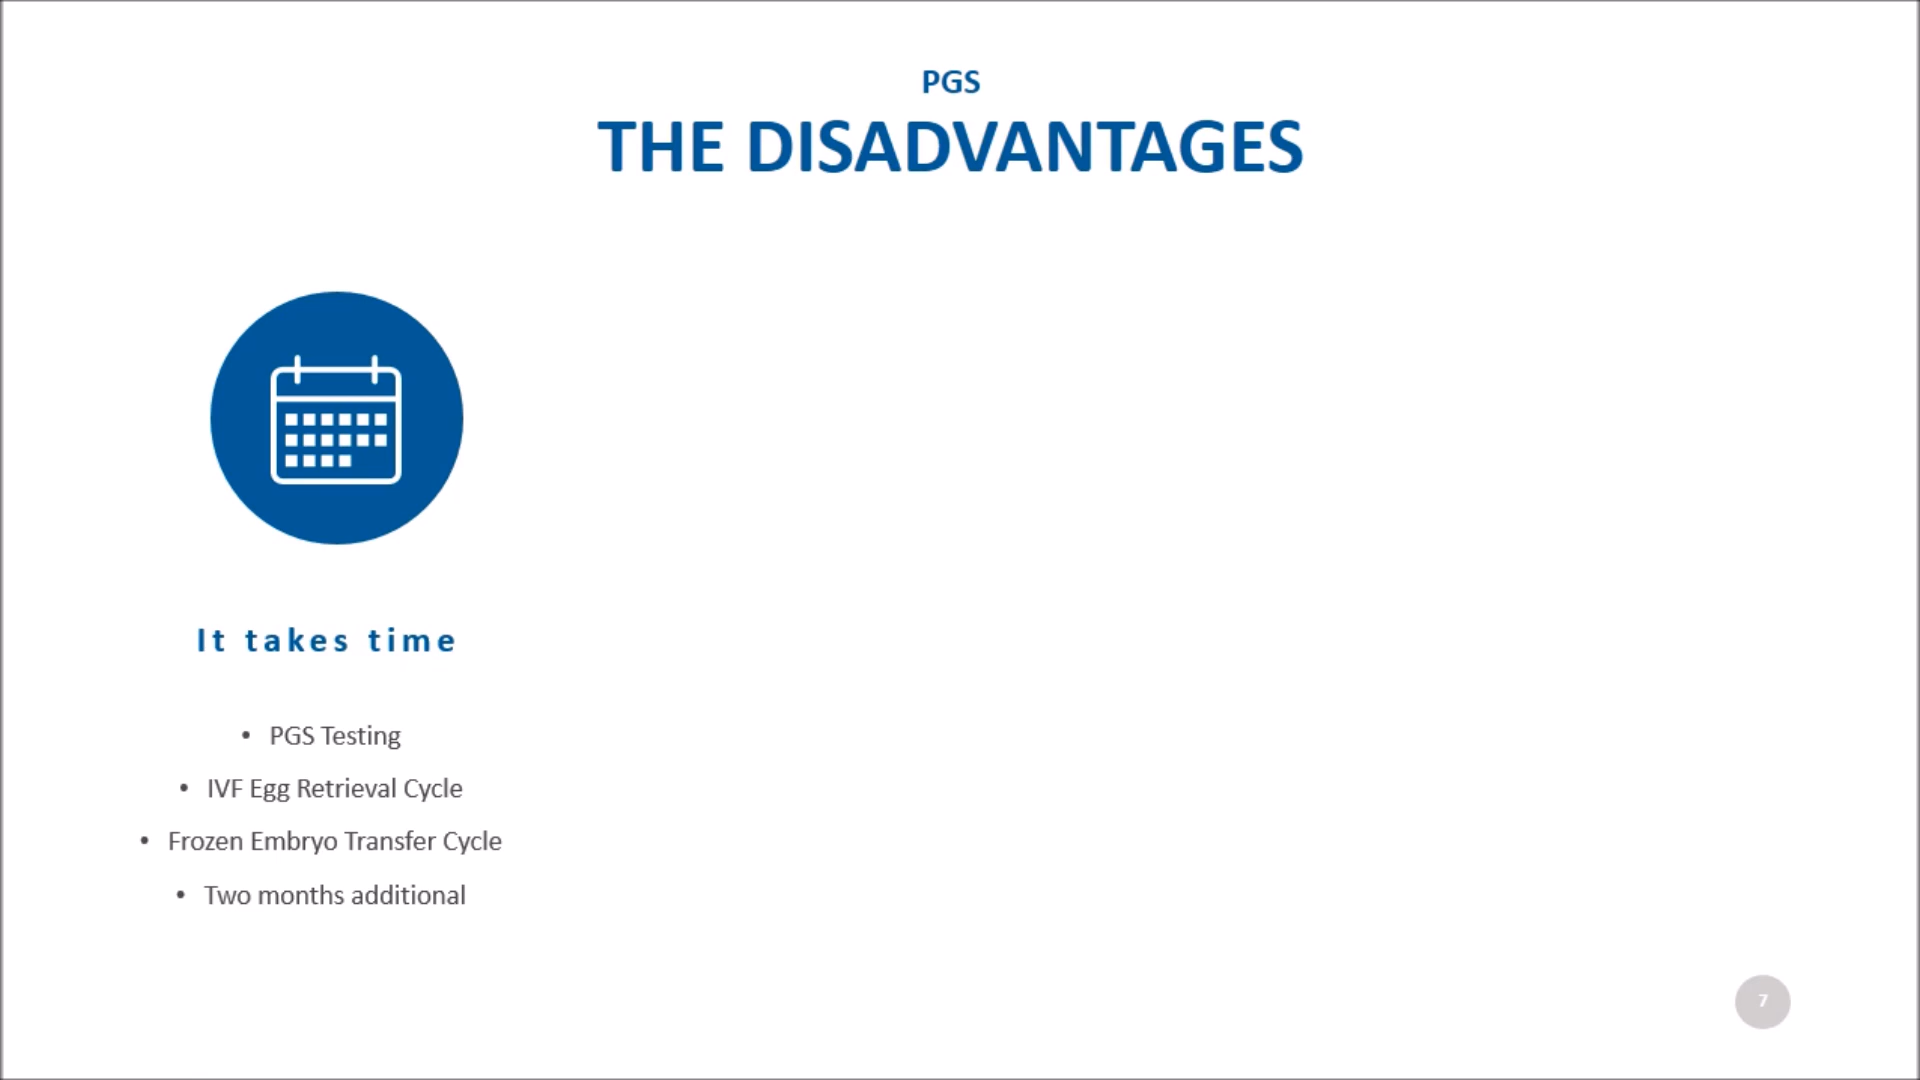 PGS
THE DISADVANTAGES
It takes time
• PGS Testing
• IVF Egg Retrieval Cycle
• Frozen Embryo Transfer Cycle
• Two months additional
7